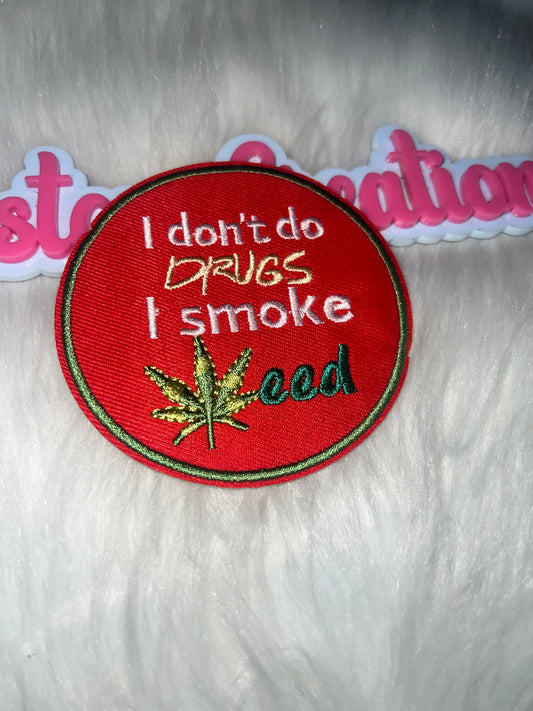 I don't do
DRUGS
I smoke
eed